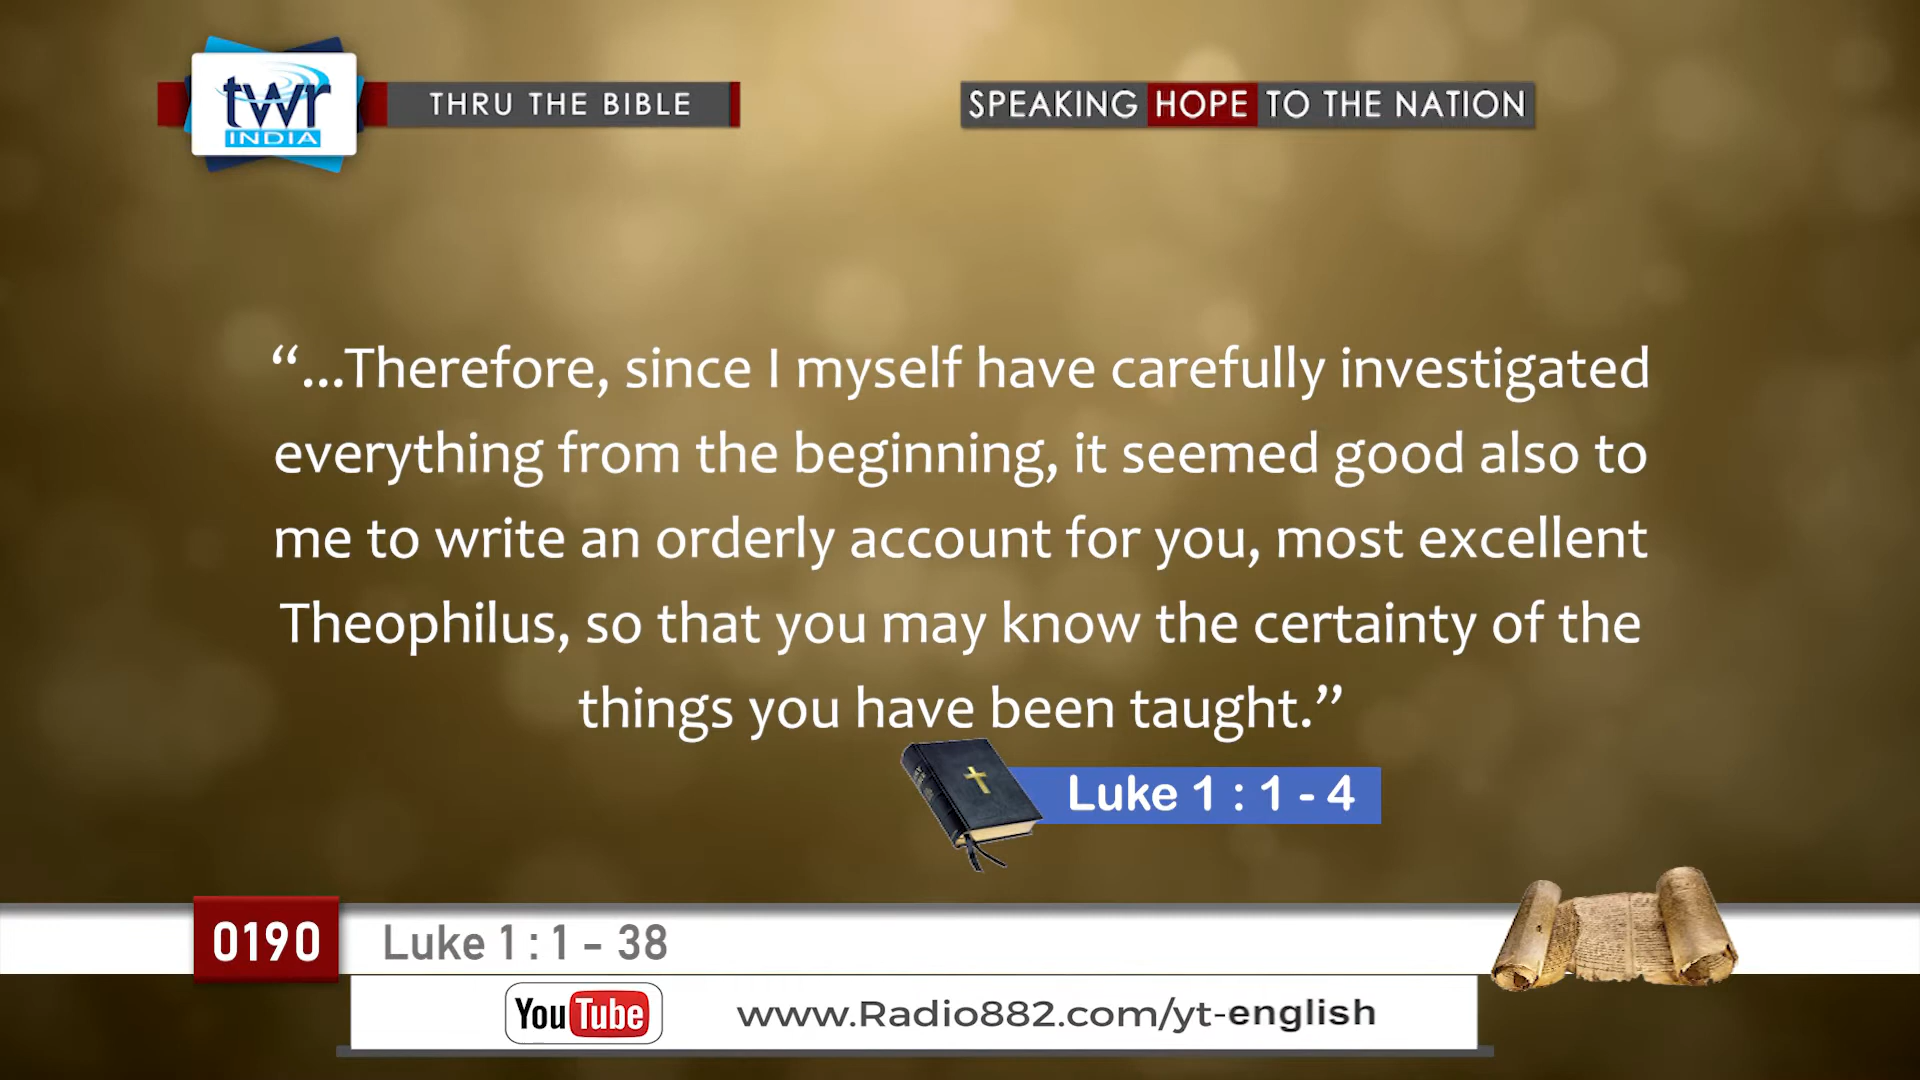 twr
INDIA
THRU THE BIBLE
SPEAKING HOPE TO THE NATION
“...Therefore, since I myself have carefully investigated
everything from the beginning, it seemed good also to
me to write an orderly account for you, most excellent
Theophilus, so that you may know the certainty of the
things you have been taught.”
Luke 1 : 1 - 4
0190
Luke 1 : 1 - 38
YouTube
www.Radio882.com/yt-english